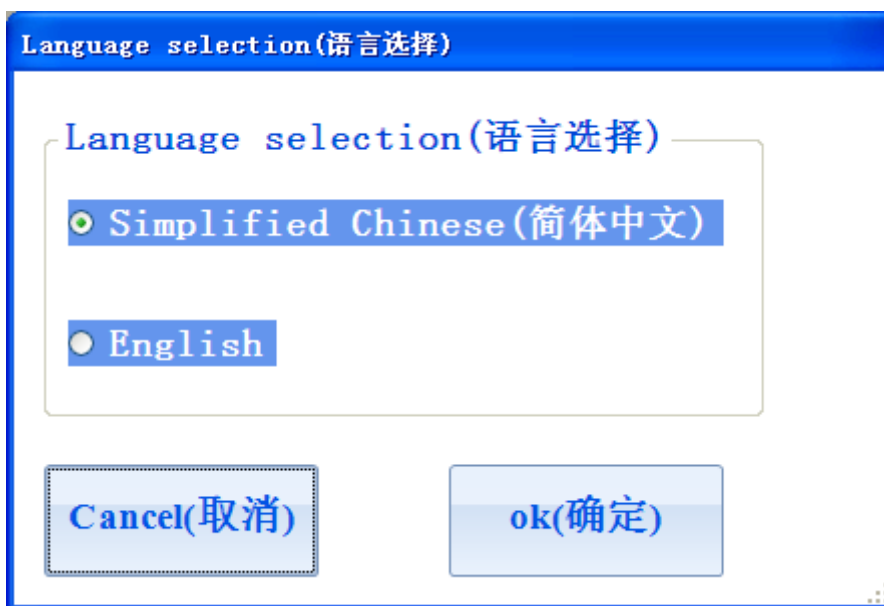 Language selection(语言选择)
Language selection(语言选择)
Simplified Chinese(简体中文)
English
Cancel(取消)
ok(确定)